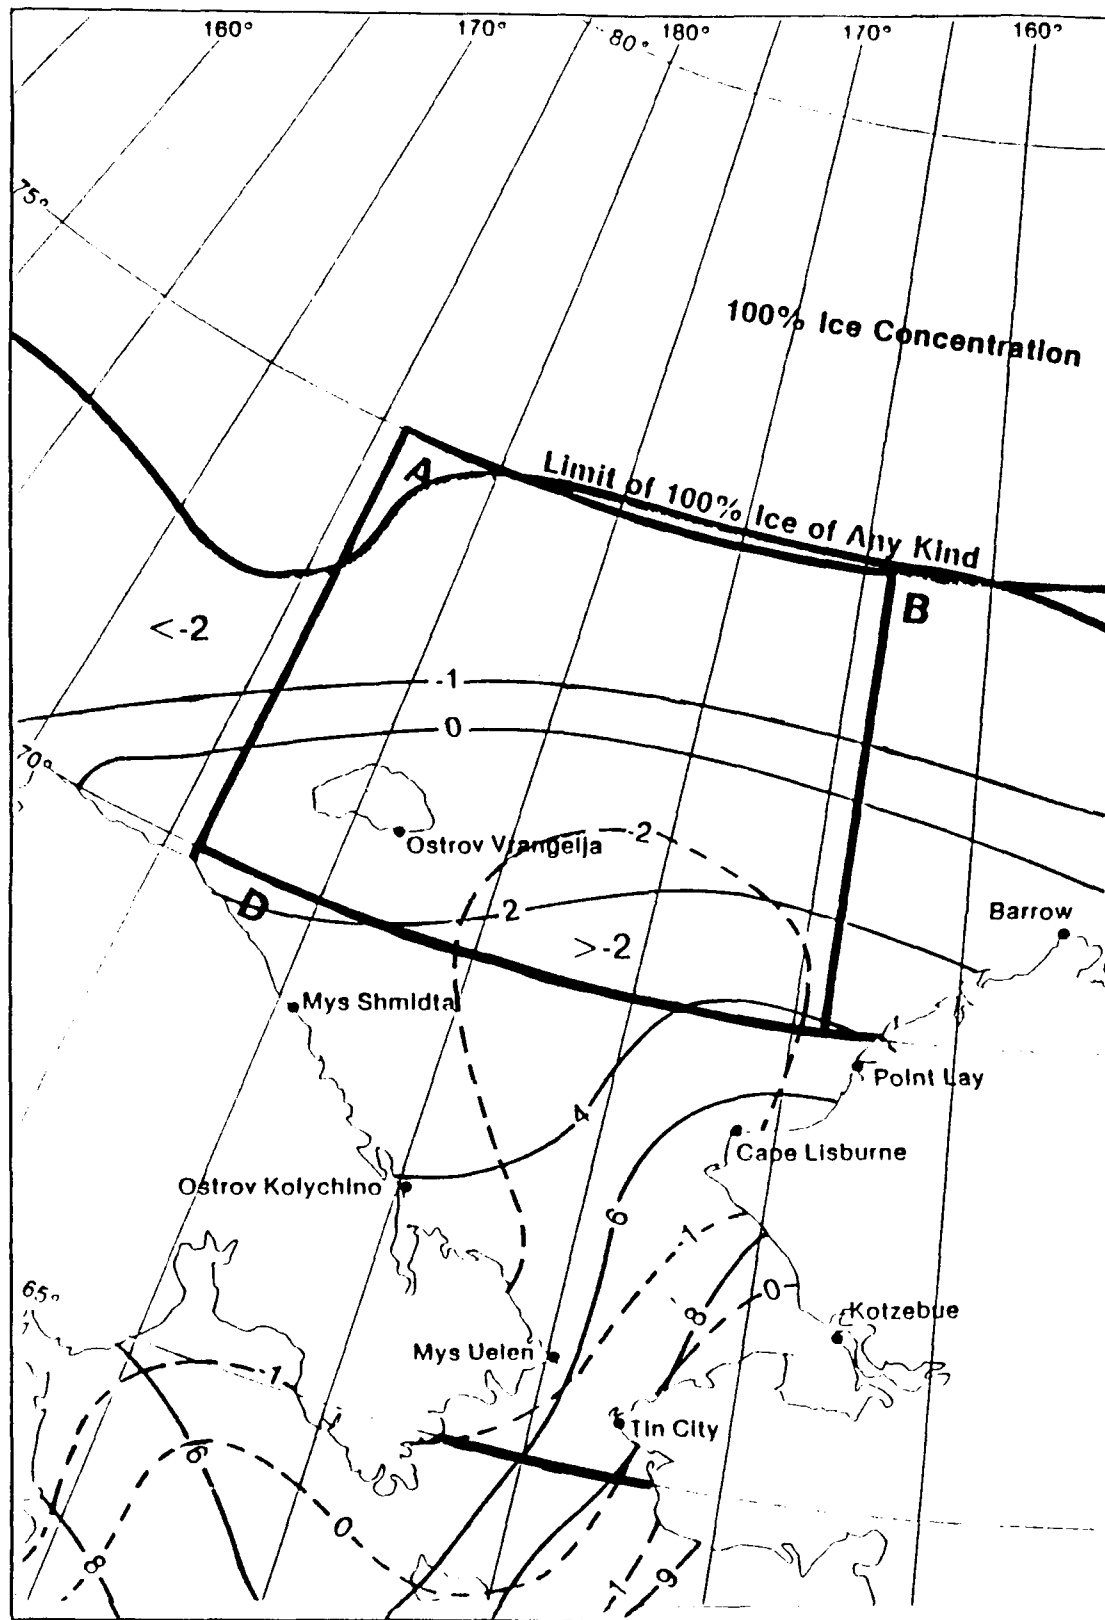 160°
170°
80°
180°
170°
160°
75°
100% Ice Concentration
A
Limit of 100% Ice of Any Kind
B
<-2
-1
0
70°
Ostrov Vrangelja
-2
D
2
>-2
Barrow
Mys Shmidta
Point Lay
4
Cape Lisburne
Ostrov Kolychino
6
-1
8
0
65°
Kotzebue
Mys Uelen
-1
Tin City
6
0
8
-1
9